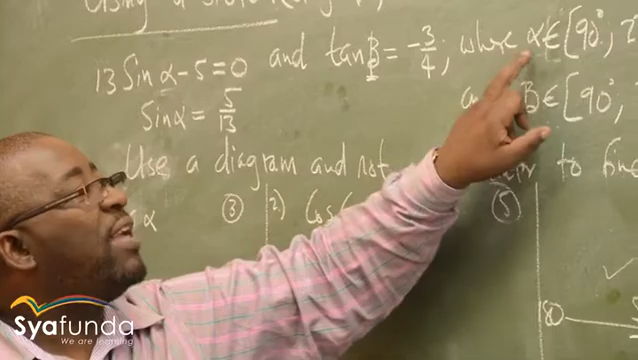 Using a
13 Sin α - 5 = 0 and tan β = -3/4, where α ∈ [90°; 2
Sin α = 5/13
β ∈ [90°;
Use a diagram and not to find
α ③ 2) Cos( ⑤
Syafunda
We are learning